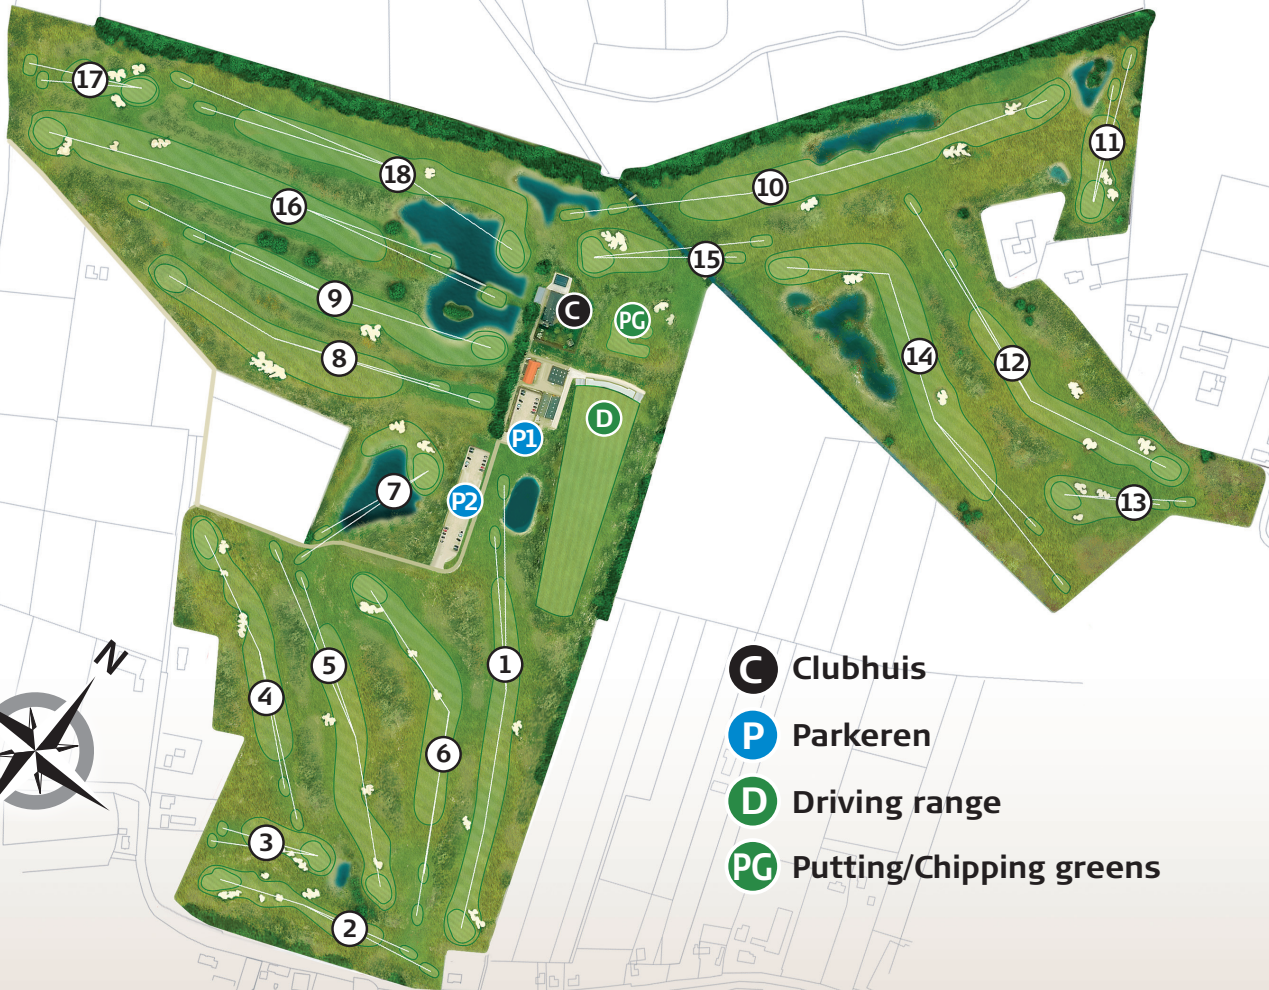 17
18
16
9
8
7
10
11
15
14
12
13
C
PG
D
P1
P2
1
5
4
6
3
2
N
C Clubhuis
P Parkeren
D Driving range
PG Putting/Chipping greens